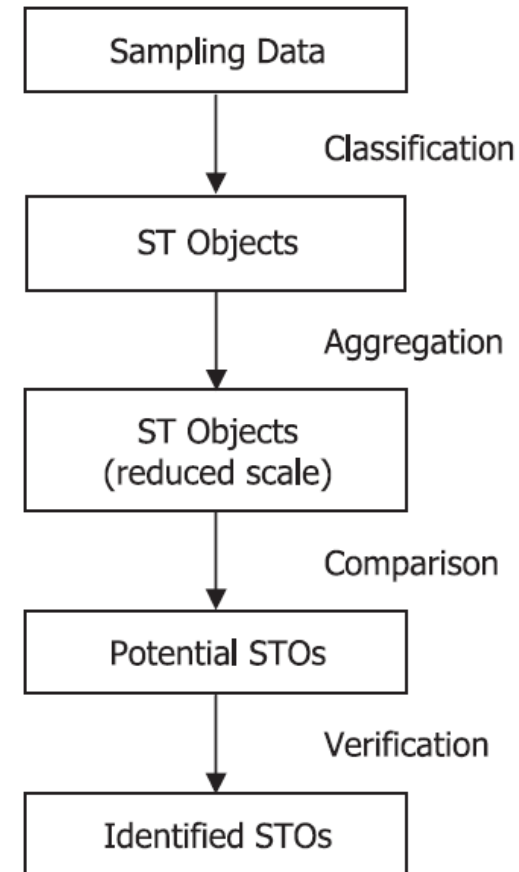 Sampling Data
Classification
ST Objects
Aggregation
ST Objects
(reduced scale)
Comparison
Potential STOs
Verification
Identified STOs